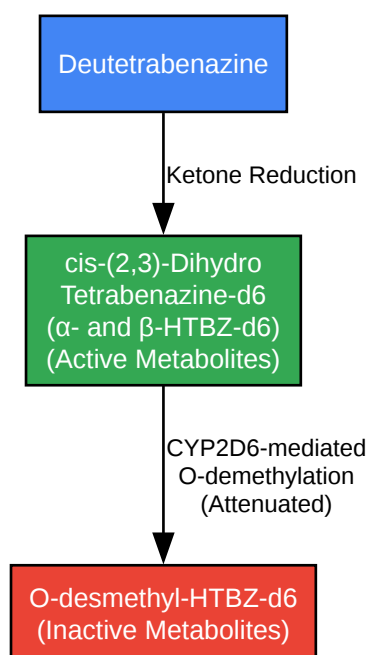 Deutetrabenazine
Ketone Reduction
cis-(2,3)-Dihydro
Tetrabenazine-d6
(α- and β-HTBZ-d6)
(Active Metabolites)
CYP2D6-mediated
O-demethylation
(Attenuated)
O-desmethyl-HTBZ-d6
(Inactive Metabolites)